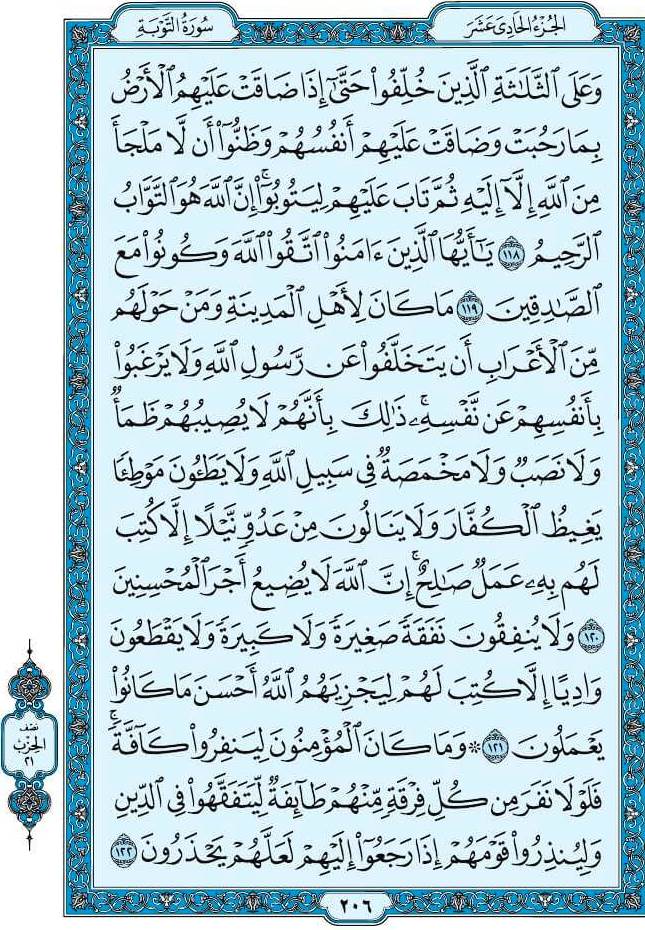 الجُزْءُ الحَادِي عَشَرَ
سُورَةُ التَّوْبَةِ
وَعَلَى ٱلثَّلَٰثَةِ ٱلَّذِينَ خُلِّفُوا۟ حَتَّىٰٓ إِذَا ضَاقَتْ عَلَيْهِمُ ٱلْأَرْضُ
بِمَا رَحُبَتْ وَضَاقَتْ عَلَيْهِمْ أَنفُسُهُمْ وَظَنُّوٓا۟ أَن لَّا مَلْجَأَ
مِنَ ٱللَّهِ إِلَّآ إِلَيْهِ ثُمَّ تَابَ عَلَيْهِمْ لِيَتُوبُوٓا۟ ۚ إِنَّ ٱللَّهَ هُوَ ٱلتَّوَّابُ
ٱلرَّحِيمُ ١١٨ يَٰٓأَيُّهَا ٱلَّذِينَ ءَامَنُوا۟ ٱتَّقُوا۟ ٱللَّهَ وَكُونُوا۟ مَعَ
ٱلصَّٰدِقِينَ ١١٩ مَا كَانَ لِأَهْلِ ٱلْمَدِينَةِ وَمَنْ حَوْلَهُم
مِّنَ ٱلْأَعْرَابِ أَن يَتَخَلَّفُوا۟ عَن رَّسُولِ ٱللَّهِ وَلَا يَرْغَبُوا۟
بِأَنفُسِهِمْ عَن نَّفْسِهِۦ ۚ ذَٰلِكَ بِأَنَّهُمْ لَا يُصِيبُهُمْ ظَمَأٌ
وَلَا نَصَبٌ وَلَا مَخْمَصَةٌ فِى سَبِيلِ ٱللَّهِ وَلَا يَطَـُٔونَ مَوْطِئًا
يَغِيظُ ٱلْكُفَّارَ وَلَا يَنَالُونَ مِنْ عَدُوٍّ نَّيْلًا إِلَّا كُتِبَ
لَهُم بِهِۦ عَمَلٌ صَٰلِحٌ ۚ إِنَّ ٱللَّهَ لَا يُضِيعُ أَجْرَ ٱلْمُحْسِنِينَ
١٢٠ وَلَا يُنفِقُونَ نَفَقَةً صَغِيرَةً وَلَا كَبِيرَةً وَلَا يَقْطَعُونَ
وَادِيًا إِلَّا كُتِبَ لَهُمْ لِيَجْزِيَهُمُ ٱللَّهُ أَحْسَنَ مَا كَانُوا۟
يَعْمَلُونَ ١٢١ ۞ وَمَا كَانَ ٱلْمُؤْمِنُونَ لِيَنفِرُوا۟ كَآفَّةً ۚ
فَلَوْلَا نَفَرَ مِن كُلِّ فِرْقَةٍ مِّنْهُمْ طَآئِفَةٌ لِّيَتَفَقَّهُوا۟ فِى ٱلدِّينِ
وَلِيُنذِرُوا۟ قَوْمَهُمْ إِذَا رَجَعُوٓا۟ إِلَيْهِمْ لَعَلَّهُمْ يَحْذَرُونَ ١٢٢
نصف
الحزب
٢١
٢٠٦